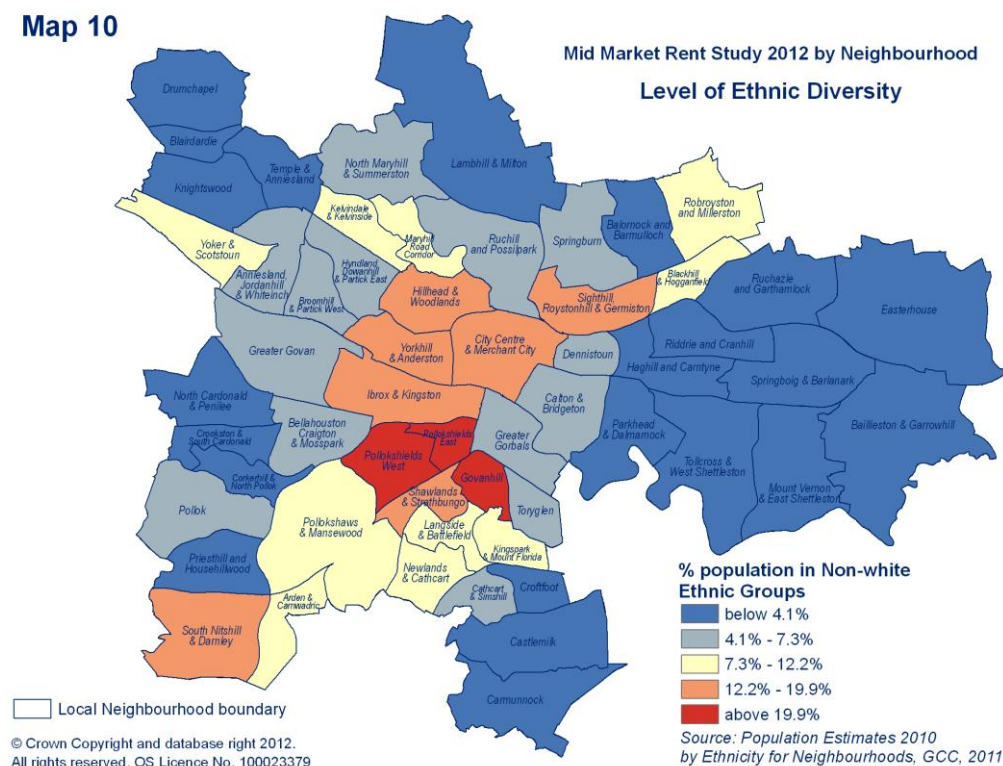 Map 10
Mid Market Rent Study 2012 by Neighbourhood
Level of Ethnic Diversity
Drumchapel
Blairdardie
Knightswood
Temple &
Anniesland
North Maryhill
& Summerston
Lambhill & Milton
Kelvindale
& Kelvinside
Maryhill
Road
Corridor
Ruchill
and Possilpark
Springburn
Balornock and
Barmulloch
Robroyston
and Millerston
Yoker &
Scotstoun
Anniesland,
Jordanhill
& Whiteinch
Broomhill
& Partick West
Hyndland,
Dowanhill
& Partick East
Hillhead &
Woodlands
Sighthill,
Roystonhill & Germiston
Blackhill
& Hogganfield
Ruchazie
and Garthamlock
Easterhouse
Greater Govan
Yorkhill
& Anderston
City Centre
& Merchant City
Dennistoun
Riddrie and Cranhill
Haghill and Carntyne
Springboig & Barlanark
North Cardonald
& Penilee
Ibrox & Kingston
Calton &
Bridgeton
Parkhead
& Dalmarnock
Baillieston & Garrowhill
Crookston &
South Cardonald
Bellahouston
Craigton
& Mosspark
Pollokshields
East
Pollokshields
West
Greater
Gorbals
Tollcross &
West Shettleston
Mount Vernon
& East Shettleston
Corkerhill &
North Pollok
Govanhill
Pollok
Shawlands
& Strathbungo
Toryglen
Pollokshaws
& Mansewood
Langside
& Battlefield
Kingspark
& Mount Florida
Priesthill and
Househillwood
Newlands
& Cathcart
Cathcart
& Simshill
Croftfoot
Arden &
Carnwadric
South Nitshill
& Darnley
Castlemilk
Carmunnock
% population in Non-white
Ethnic Groups
below 4.1%
4.1% - 7.3%
7.3% - 12.2%
12.2% - 19.9%
above 19.9%
Local Neighbourhood boundary
© Crown Copyright and database right 2012.
All rights reserved. OS Licence No. 100023379
Source: Population Estimates 2010
by Ethnicity for Neighbourhoods, GCC, 2011